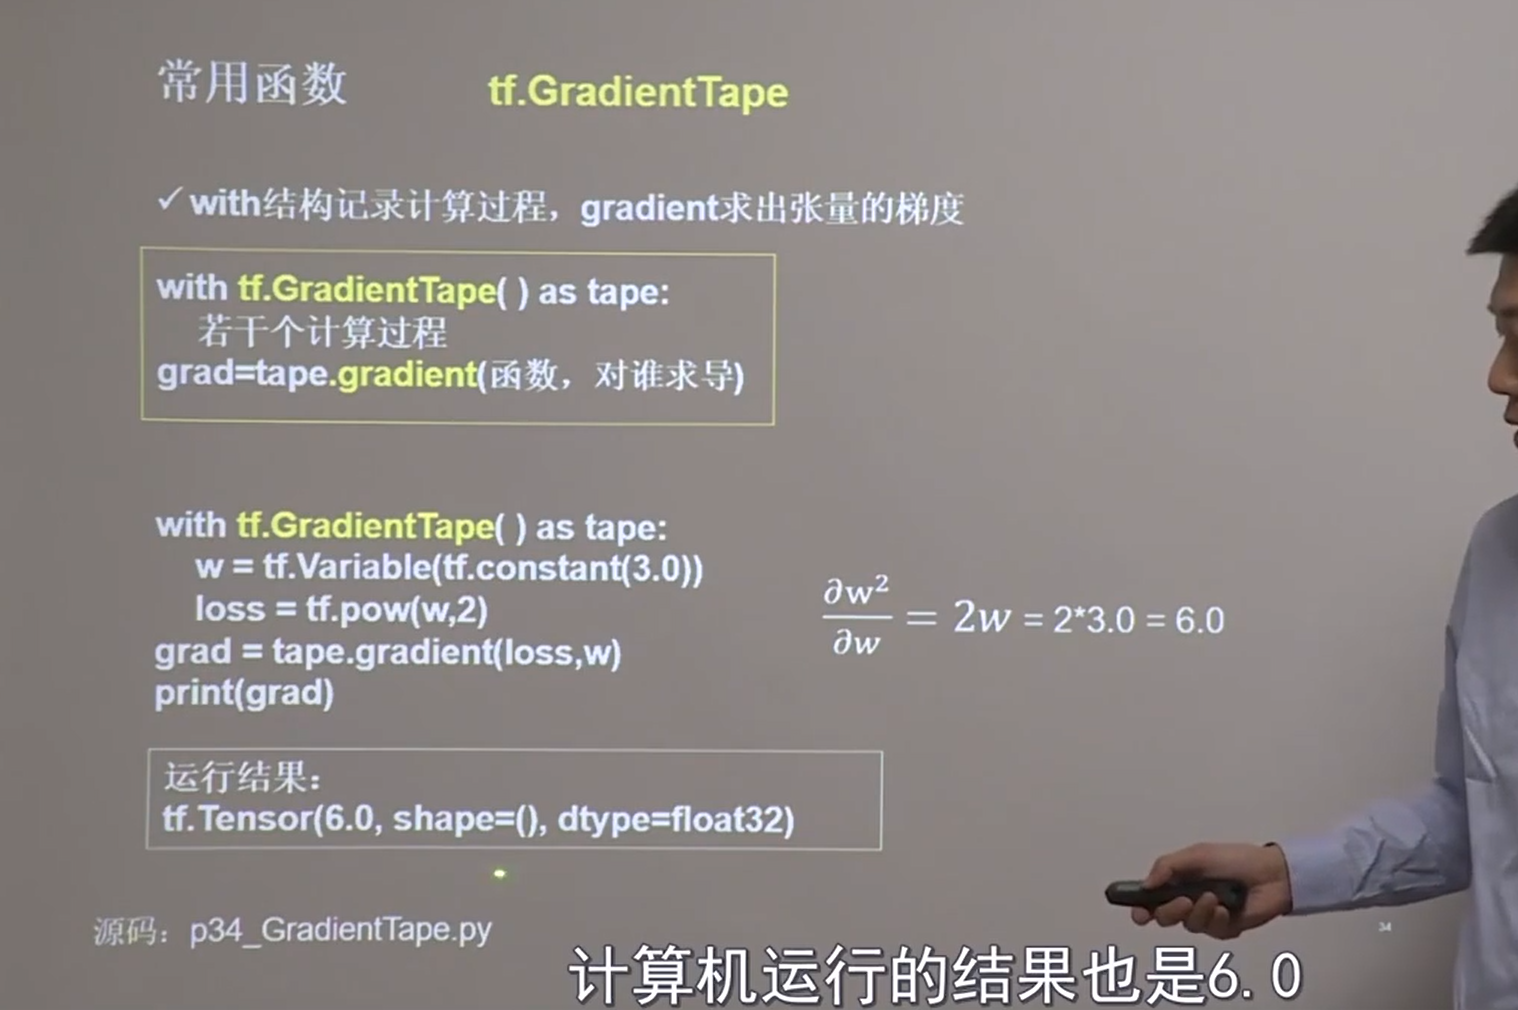 常用函数 tf.GradientTape
✓with结构记录计算过程，gradient求出张量的梯度
with tf.GradientTape( ) as tape:
若干个计算过程
grad=tape.gradient(函数，对谁求导)
with tf.GradientTape( ) as tape:
w = tf.Variable(tf.constant(3.0))
loss = tf.pow(w,2)
grad = tape.gradient(loss,w)
print(grad)
∂w²/∂w = 2w = 2*3.0 = 6.0
运行结果：
tf.Tensor(6.0, shape=(), dtype=float32)
源码：p34_GradientTape.py
34
计算机运行的结果也是6.0